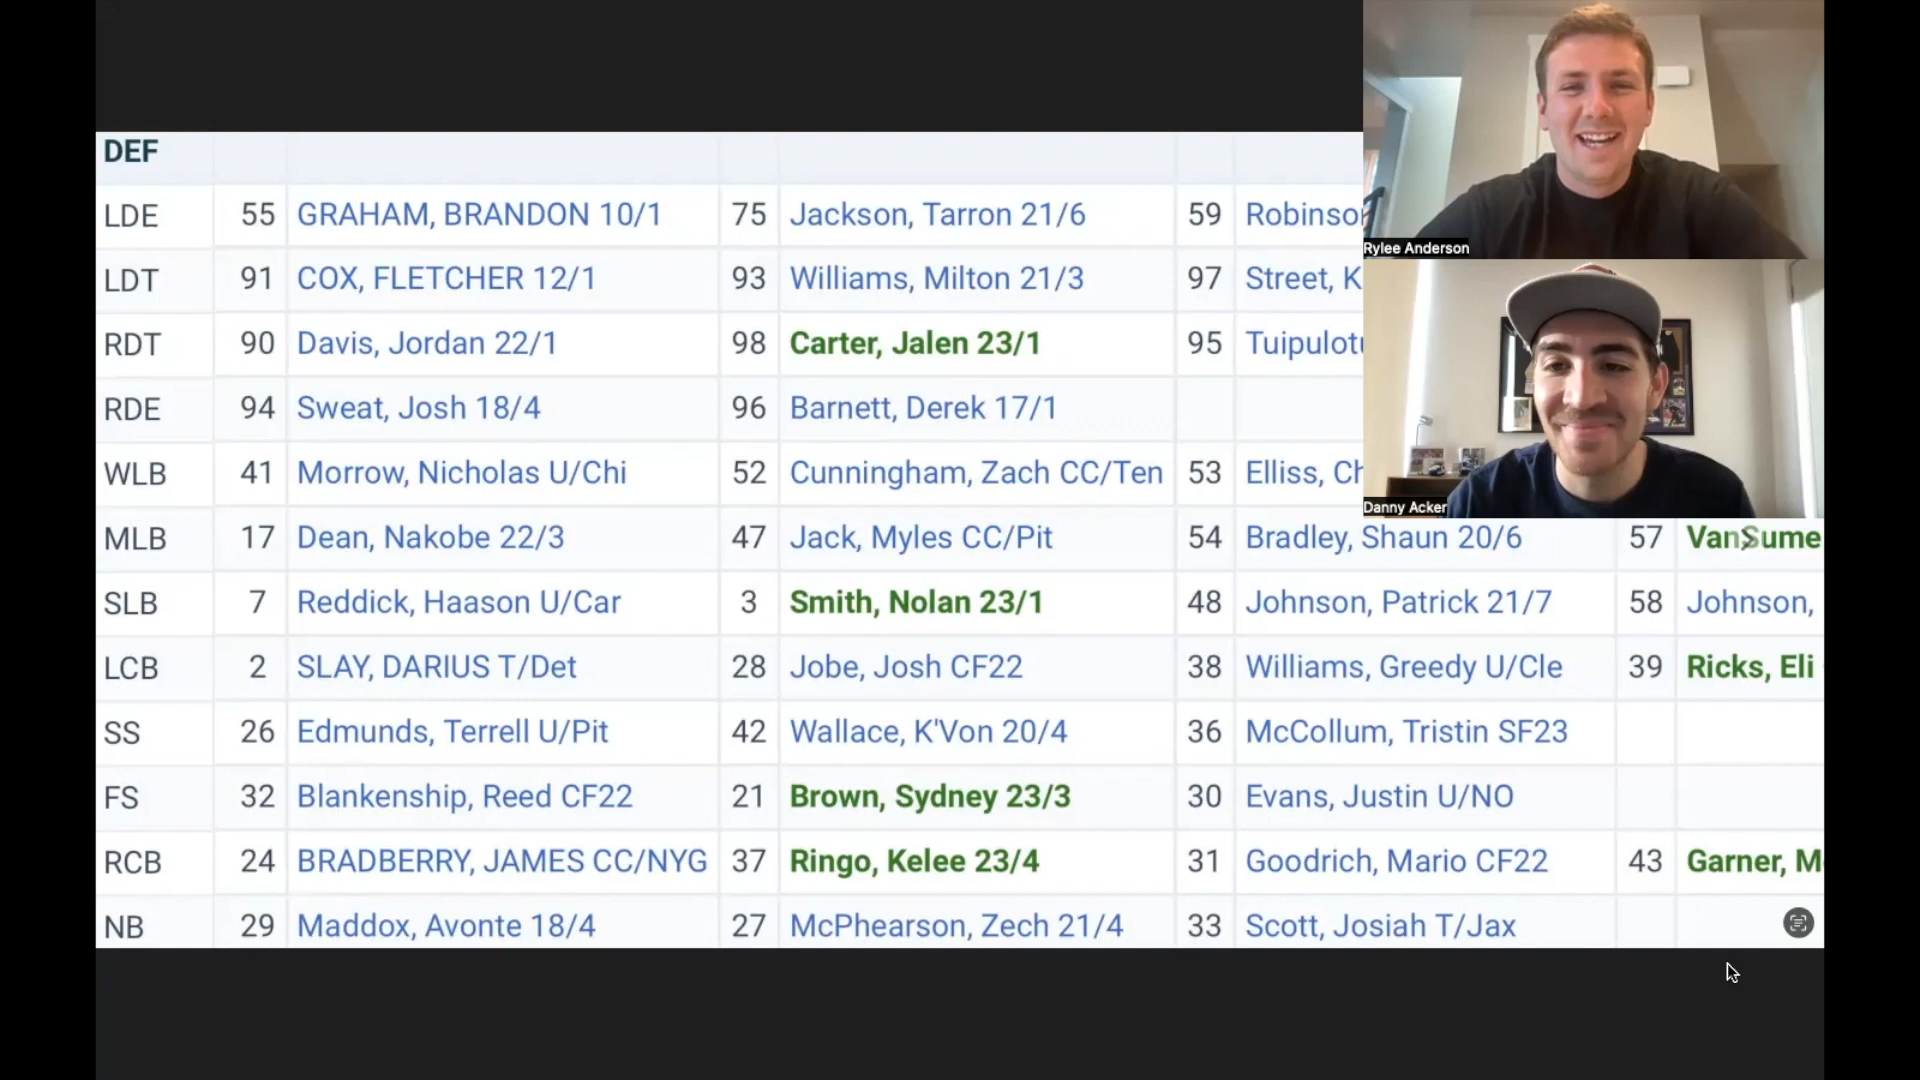 DEF
LDE 55 GRAHAM, BRANDON 10/1 75 Jackson, Tarron 21/6 59
LDT 91 COX, FLETCHER 12/1 93 Williams, Milton 21/3 97 Street, K
RDT 90 Davis, Jordan 22/1 98 Carter, Jalen 23/1 95
RDE 94 Sweat, Josh 18/4 96 Barnett, Derek 17/1
WLB 41 Morrow, Nicholas U/Chi 52 Cunningham, Zach CC/Ten 53 Elliss, Ch
MLB 17 Dean, Nakobe 22/3 47 Jack, Myles CC/Pit 54 Bradley, Shaun 20/6 57 VanSume
SLB 7 Reddick, Haason U/Car 3 Smith, Nolan 23/1 48 Johnson, Patrick 21/7 58 Johnson,
LCB 2 SLAY, DARIUS T/Det 28 Jobe, Josh CF22 38 Williams, Greedy U/Cle 39 Ricks, Eli
SS 26 Edmunds, Terrell U/Pit 42 Wallace, K'Von 20/4 36 McCollum, Tristin SF23
FS 32 Blankenship, Reed CF22 21 Brown, Sydney 23/3 30 Evans, Justin U/NO
RCB 24 BRADBERRY, JAMES CC/NYG 37 Ringo, Kelee 23/4 31 Goodrich, Mario CF22 43 Garner, M
NB 29 Maddox, Avonte 18/4 27 McPhearson, Zech 21/4 33 Scott, Josiah T/Jax
Rylee Anderson
Danny Acker